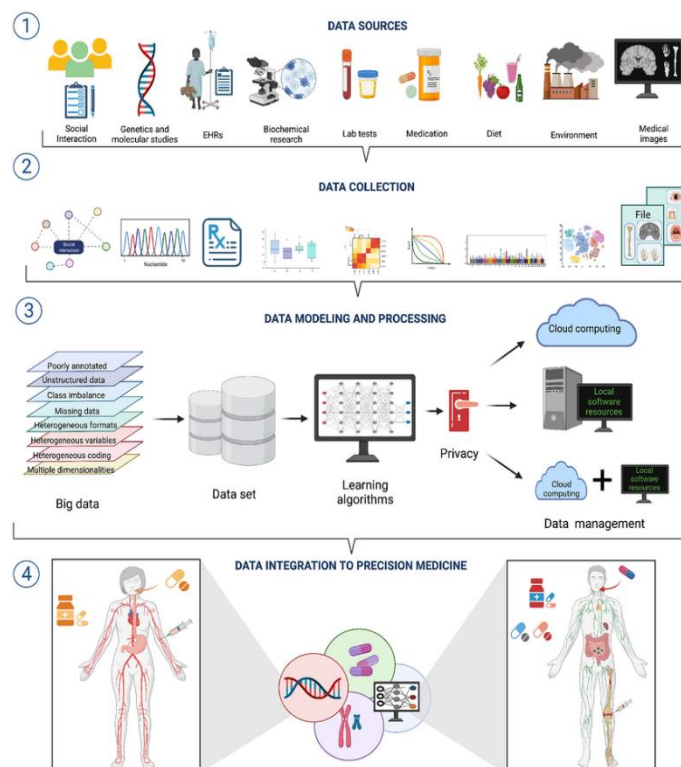 1
DATA SOURCES
Social
Interaction
Genetics and
molecular studies
EHRs
Biochemical
research
Lab tests
Medication
Diet
Environment
Medical
images
2
DATA COLLECTION
Social
Interaction
Nucleotide
Rx
File
3
DATA MODELING AND PROCESSING
Poorly annotated
Unstructured data
Class imbalance
Missing data
Heterogeneous formats
Heterogeneous variables
Heterogeneous coding
Multiple dimensionalities
Big data
Data set
Learning
algorithms
Privacy
Cloud computing
Local
software
resources
Cloud
computing
+
Local
software
resources
Data management
4
DATA INTEGRATION TO PRECISION MEDICINE